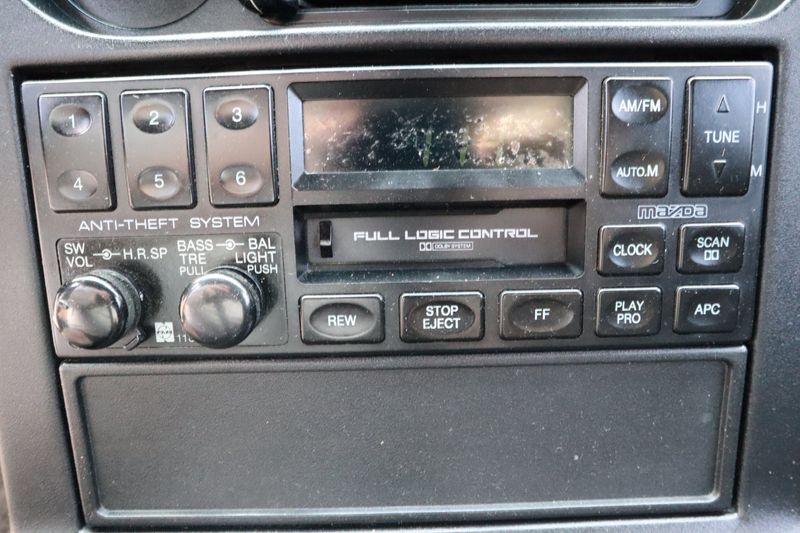 1 2 3
4 5 6
ANTI-THEFT SYSTEM
SW
VOL
H.R.SP
BASS BAL
TRE LIGHT
PULL PUSH
FULL LOGIC CONTROL
DOLBY SYSTEM
REW
STOP
EJECT
FF
AM/FM
AUTO.M
TUNE
H
M
mazda
CLOCK
SCAN
PLAY
PRO
APC